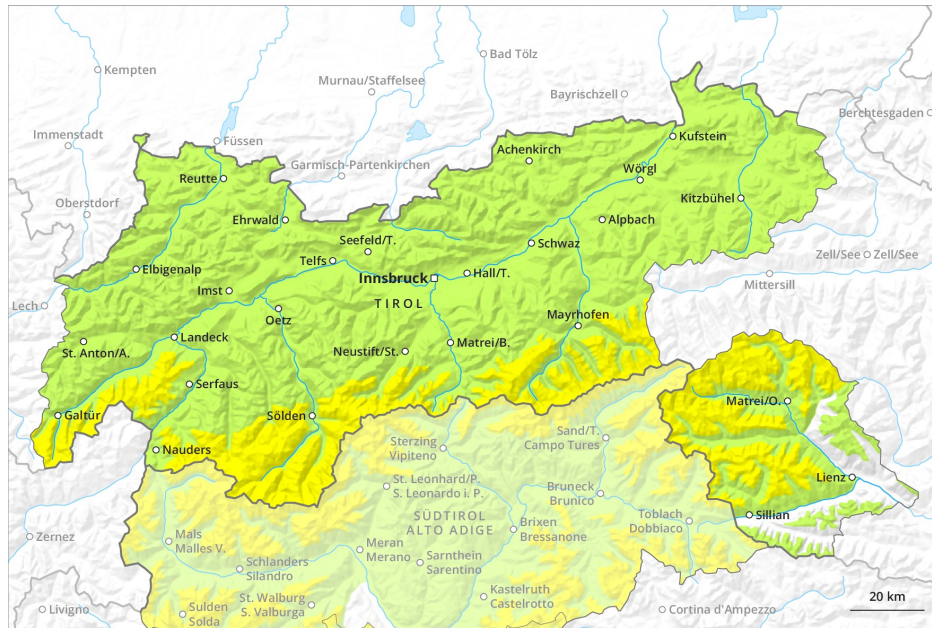 Kempten
Bad Tölz
Murnau/Staffelsee
Bayrischzell
Berchtesgaden
Immenstadt
Füssen
Kufstein
Achenkirch
Garmisch-Partenkirchen
Wörgl
Reutte
Kitzbühel
Oberstdorf
Ehrwald
Alpbach
Seefeld/T.
Schwaz
Telfs
Zell/See
Zell/See
Elbigenalp
Innsbruck
Hall/T.
Mittersill
Imst
TIROL
Lech
Oetz
Mayrhofen
Landeck
Matrei/B.
St. Anton/A.
Neustift/St.
Serfaus
Matrei/O.
Galtür
Sölden
Sand/T.
Campo Tures
Sterzing
Vipiteno
Nauders
Lienz
St. Leonhard/P.
S. Leonardo i. P.
Bruneck
Brunico
SÜDTIROL
ALTO ADIGE
Sillian
Toblach
Dobbiaco
Brixen
Bressanone
Zernez
Mals
Malles V.
Meran
Merano
Sarnthein
Sarentino
Schlanders
Silandro
Kastelruth
Castelrotto
St. Walburg
S. Valburga
20 km
Livigno
Sulden
Solda
Cortina d'Ampezzo